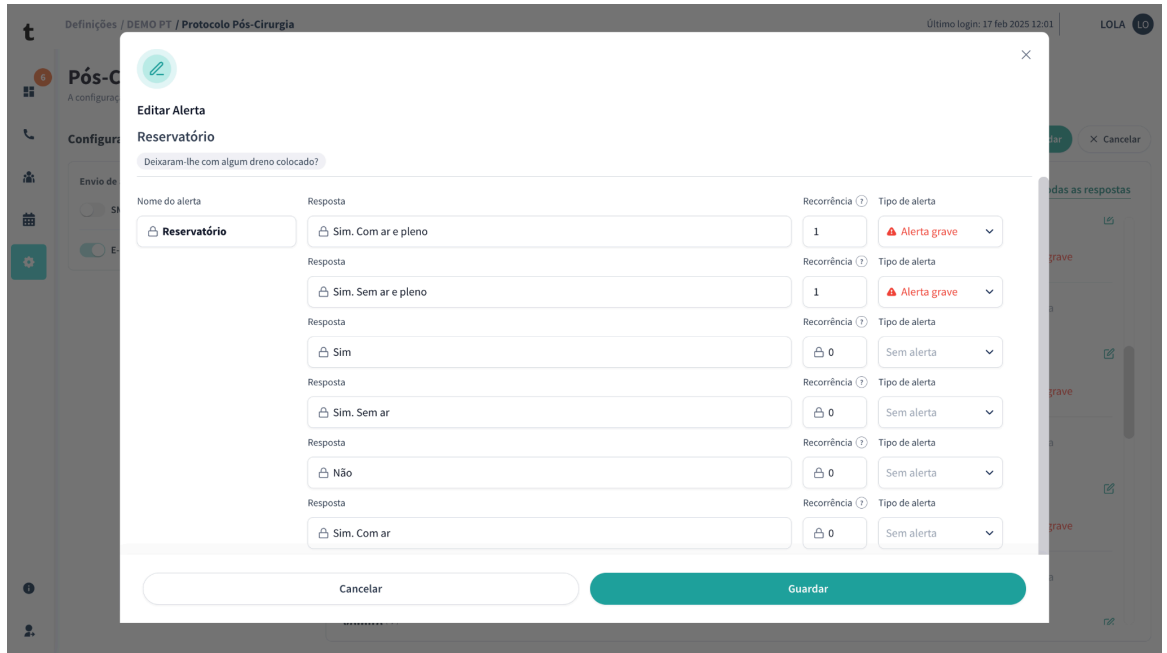 t
Definições / DEMO PT / Protocolo Pós-Cirurgia
Último login: 17 feb 2025 12:01
LOLA LO
6
Pós-C
A configuraç
Configura
dar
× Cancelar
Envio de
SM
E-
odas as respostas
grave
grave
grave
Editar Alerta
Reservatório
Deixaram-lhe com algum dreno colocado?
Nome do alerta
Reservatório
Resposta Recorrência ? Tipo de alerta
Sim. Com ar e pleno 1 Alerta grave
Resposta Recorrência ? Tipo de alerta
Sim. Sem ar e pleno 1 Alerta grave
Resposta Recorrência ? Tipo de alerta
Sim 0 Sem alerta
Resposta Recorrência ? Tipo de alerta
Sim. Sem ar 0 Sem alerta
Resposta Recorrência ? Tipo de alerta
Não 0 Sem alerta
Resposta Recorrência ? Tipo de alerta
Sim. Com ar 0 Sem alerta
Cancelar
Guardar